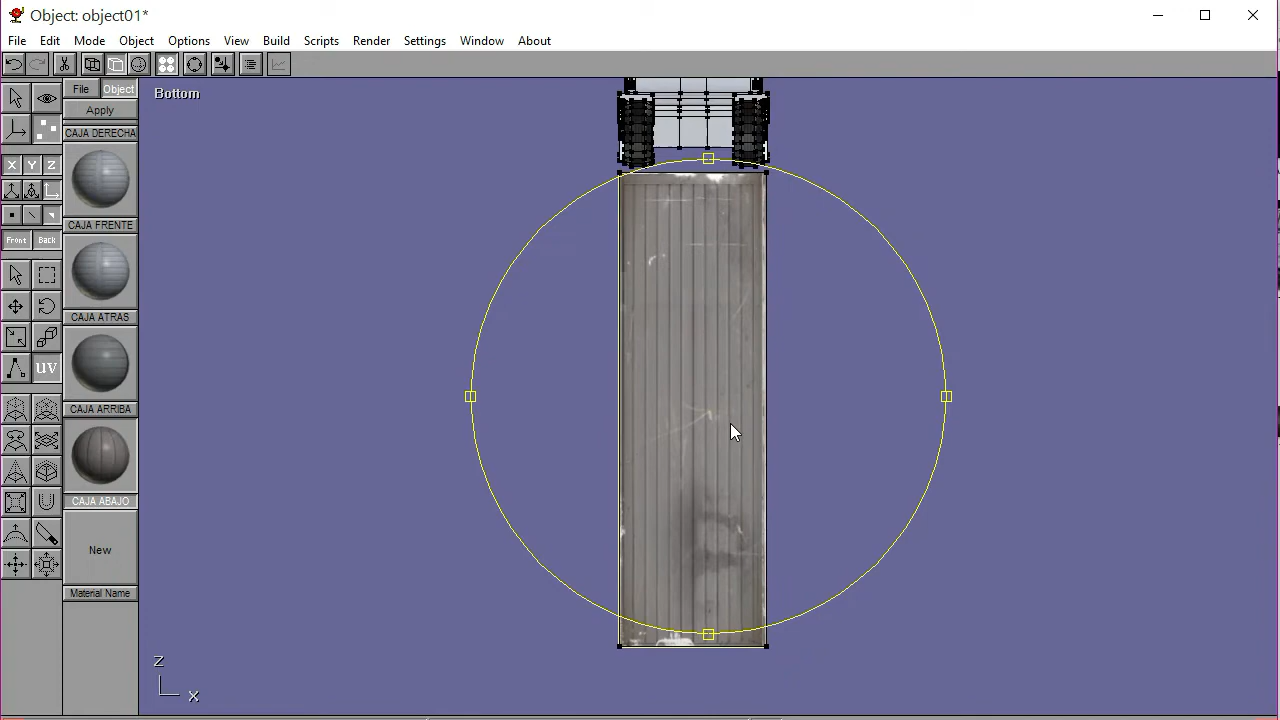 Object: object01*
File Edit Mode Object Options View Build Scripts Render Settings Window About
File Object
Bottom
Apply
CAJA DERECHA
X Y Z
CAJA FRENTE
Front Back
CAJA ATRAS
UV
CAJA ARRIBA
CAJA ABAJO
New
Material Name
Z
X